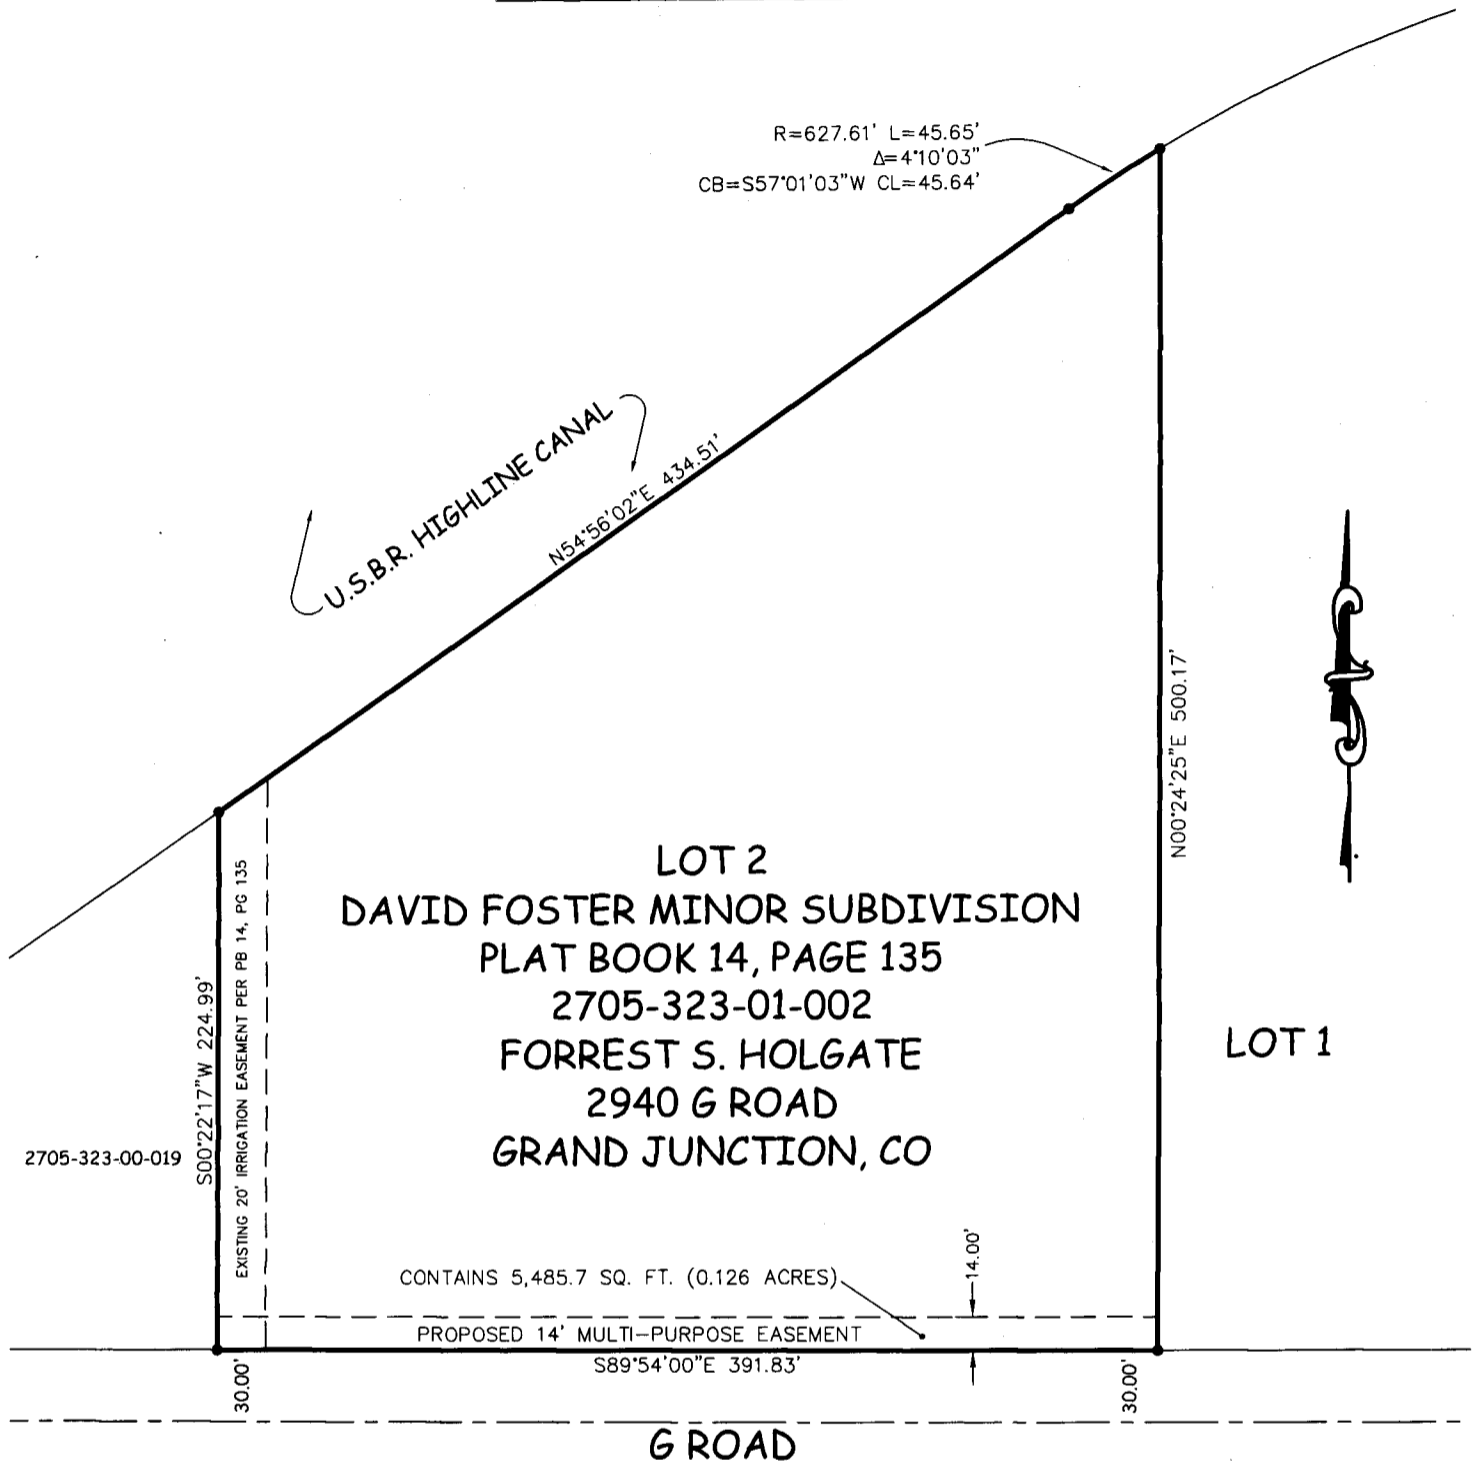 R=627.61' L=45.65'
Δ=4°10'03"
CB=S57°01'03"W CL=45.64'
U.S.B.R. HIGHLINE CANAL
N54°56'02"E 434.51'
N00°24'25"E 500.17'
LOT 2
DAVID FOSTER MINOR SUBDIVISION
PLAT BOOK 14, PAGE 135
2705-323-01-002
FORREST S. HOLGATE
2940 G ROAD
GRAND JUNCTION, CO
LOT 1
S00°22'17"W 224.99'
EXISTING 20' IRRIGATION EASEMENT PER PB 14, PG 135
2705-323-00-019
14.00'
CONTAINS 5,485.7 SQ. FT. (0.126 ACRES)
PROPOSED 14' MULTI-PURPOSE EASEMENT
S89°54'00"E 391.83'
30.00'
30.00'
G ROAD